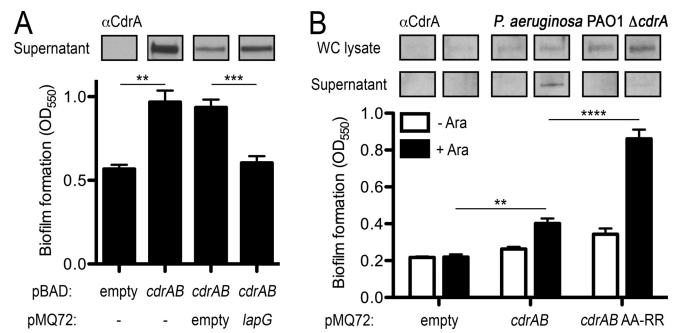 A
αCdrA
Supernatant
**
***
Biofilm formation (OD550)
1.0
0.5
0.0
pBAD: empty cdrAB cdrAB cdrAB
pMQ72: - - empty lapG
B
αCdrA P. aeruginosa PAO1 ΔcdrA
WC lysate
Supernatant
Biofilm formation (OD550)
1.0
0.8
0.6
0.4
0.2
0.0
- Ara
+ Ara
****
**
pMQ72: empty cdrAB cdrAB AA-RR